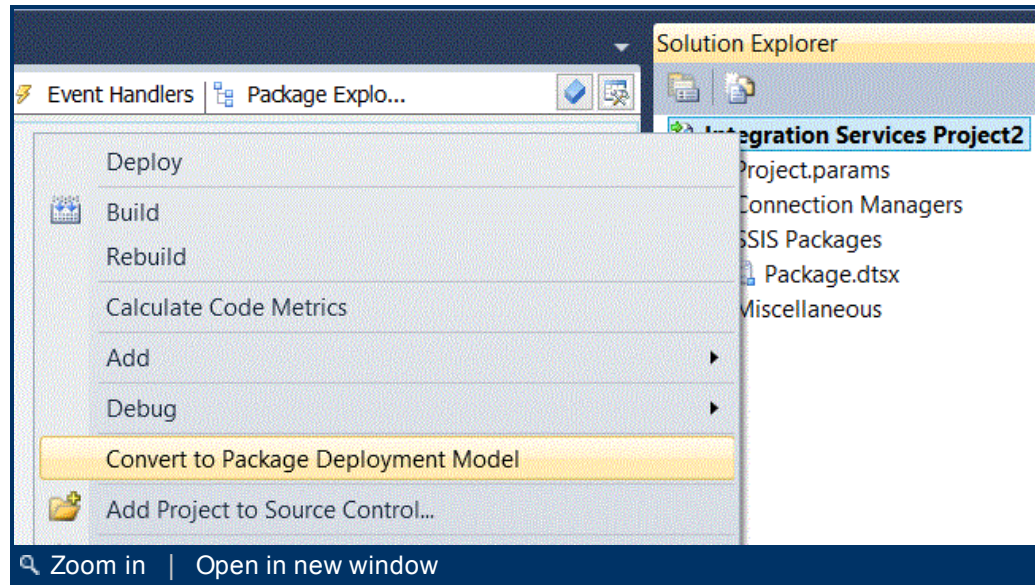 Solution Explorer
Event Handlers Package Explo...
Integration Services Project2
Project.params
Connection Managers
SSIS Packages
Package.dtsx
Miscellaneous
Deploy
Build
Rebuild
Calculate Code Metrics
Add
Debug
Convert to Package Deployment Model
Add Project to Source Control...
Zoom in | Open in new window